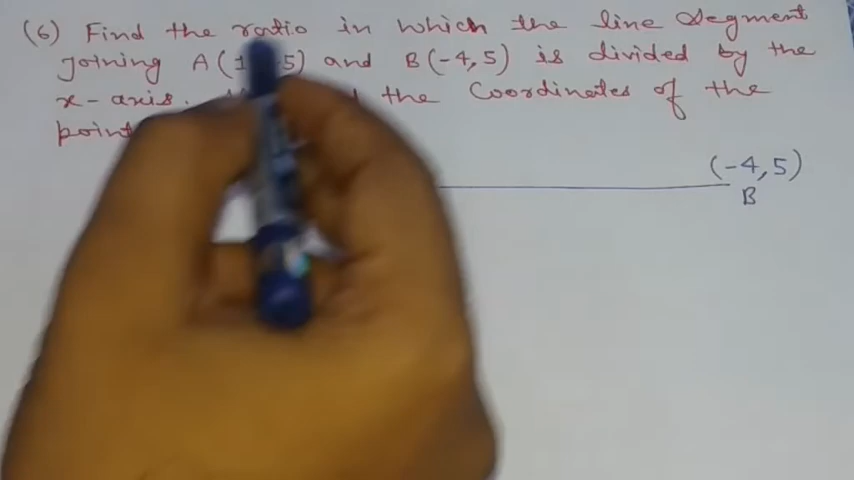 (6) Find the ratio in which the line segment
joining A(1 5) and B(-4,5) is divided by the
x-axis. the Coordinates of the
point
(-4,5)
B